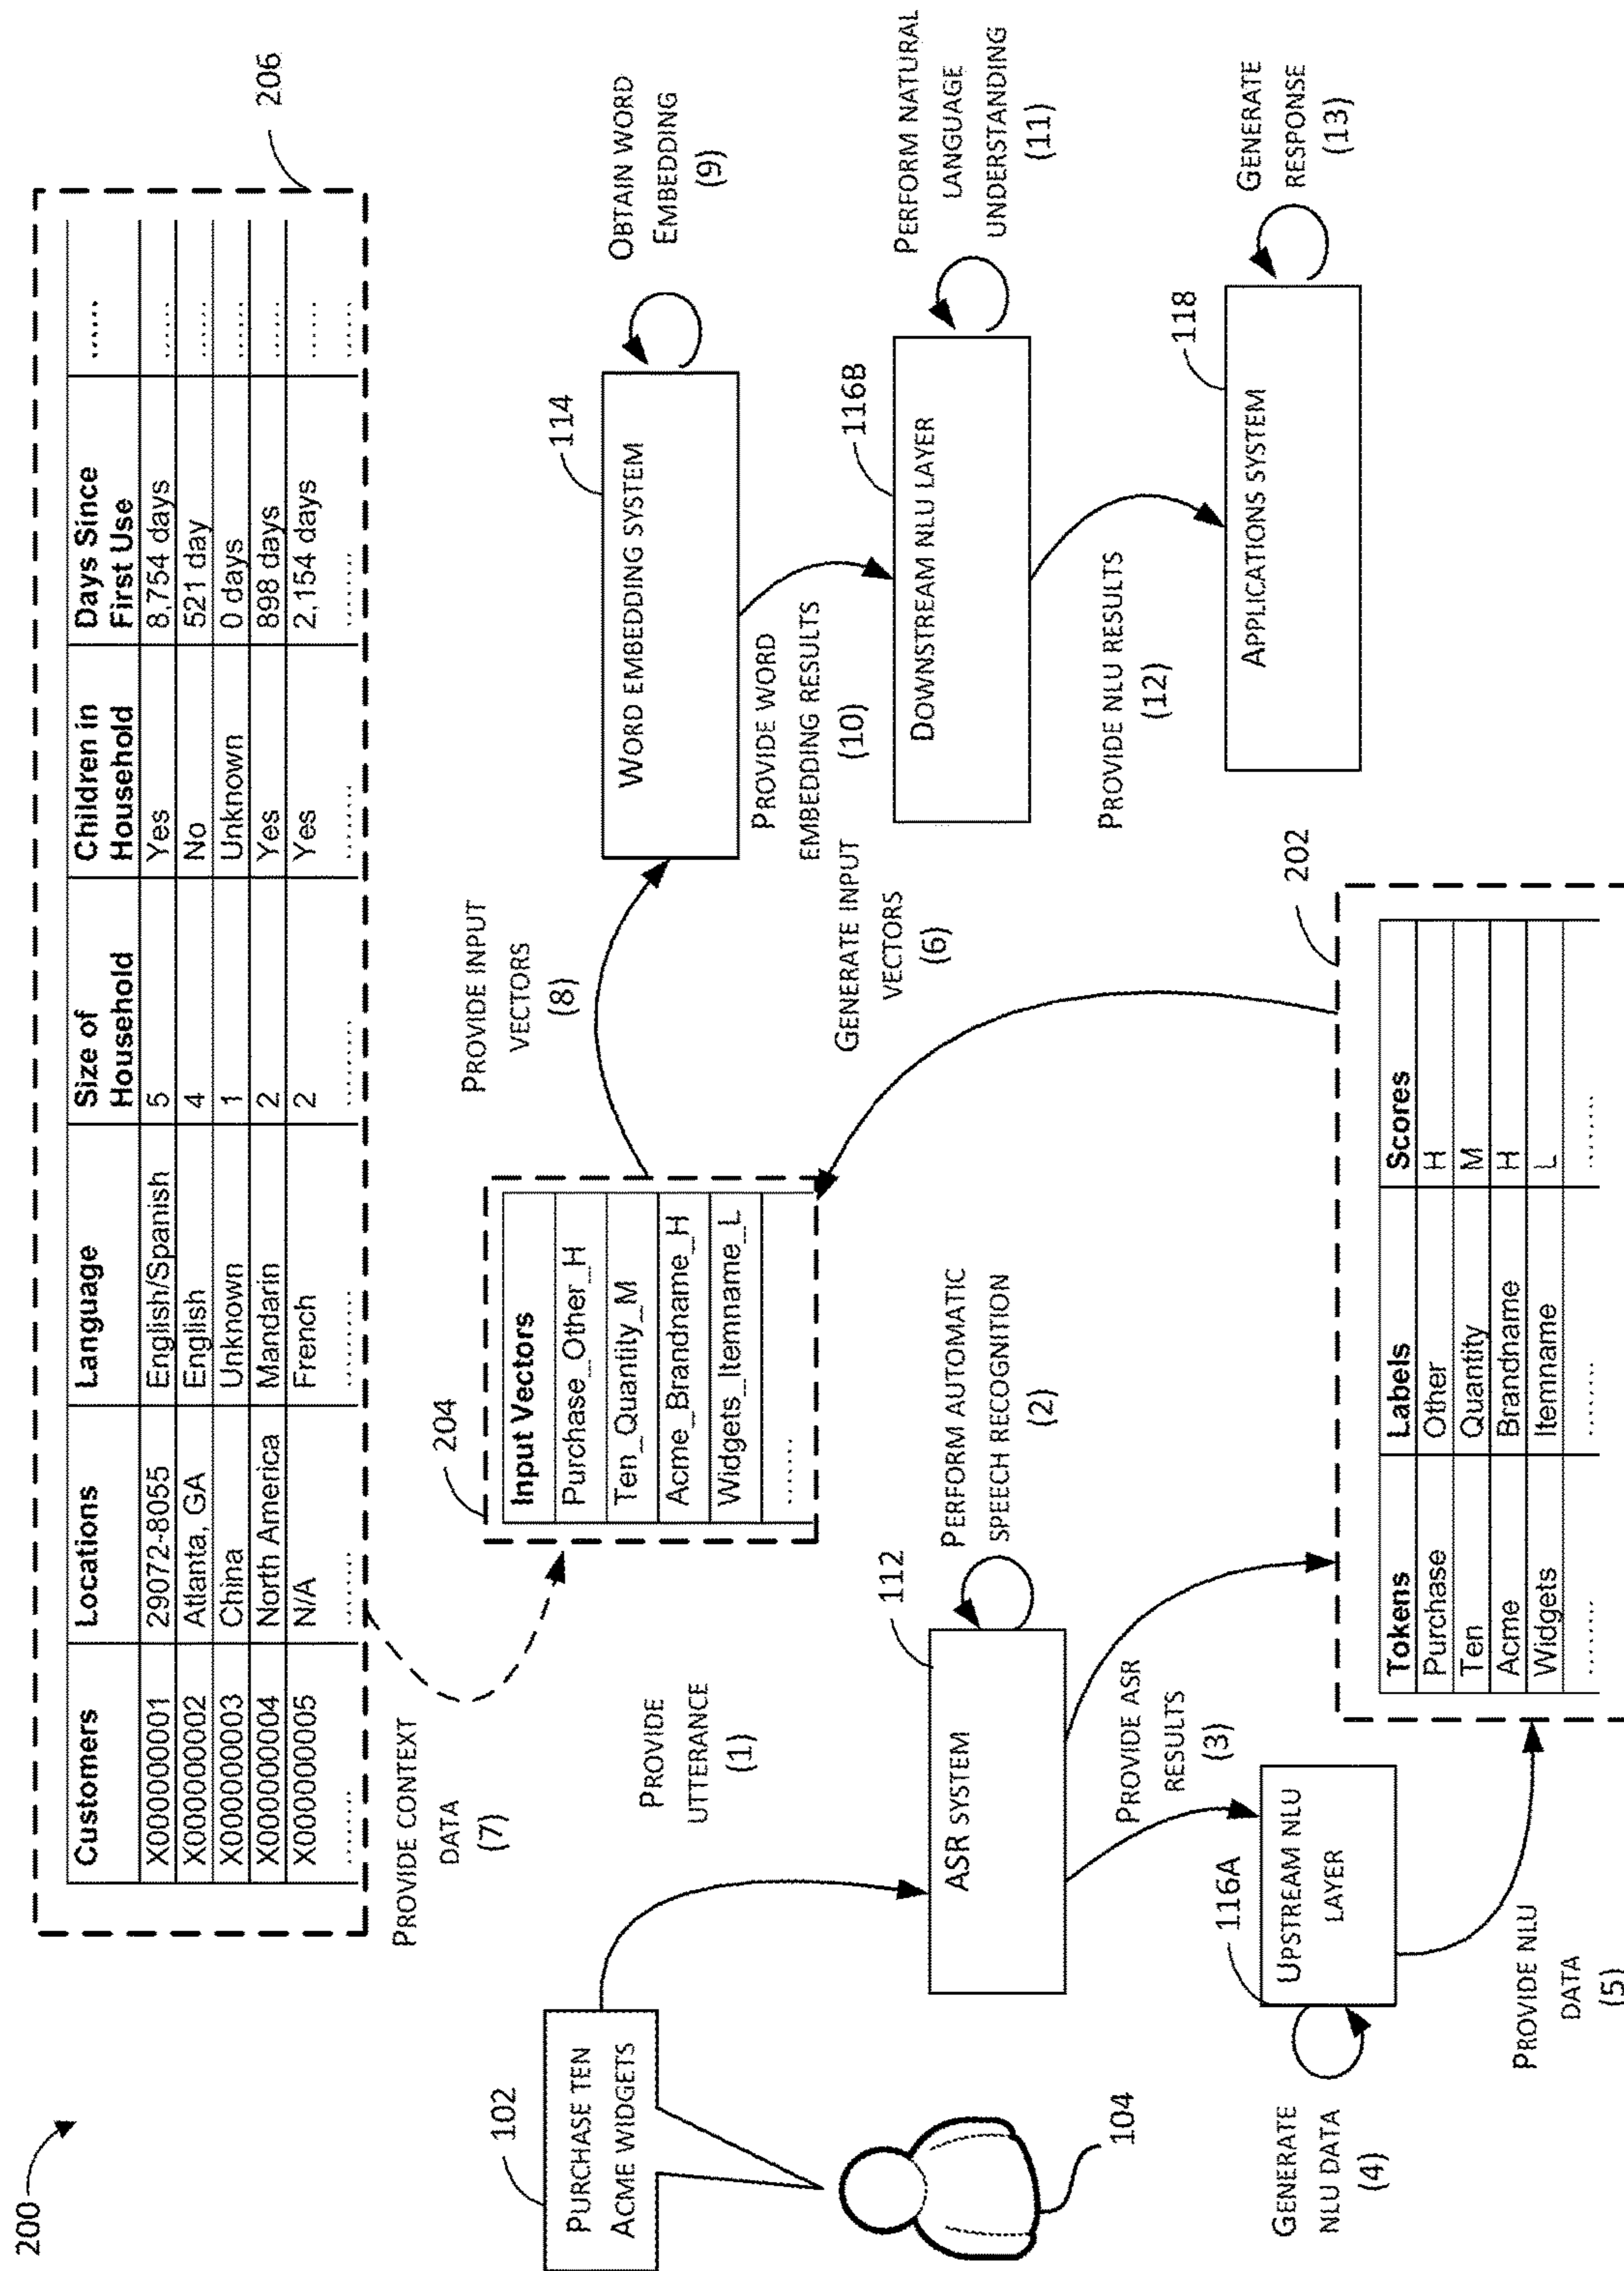 200
206
Customers Locations Language Size of Household Children in Household Days Since First Use ......
X00000001 29072-8055 English/Spanish 5 Yes 8,754 days ......
X00000002 Atlanta, GA English 4 No 521 day ......
X00000003 China Unknown 1 Unknown 0 days ......
X00000004 North America Mandarin 2 Yes 898 days ......
X00000005 N/A French 2 Yes 2,154 days ......
....... ....... ....... ....... ....... ....... ......
PROVIDE CONTEXT
DATA
(7)
204
Input Vectors
Purchase_Other_H
Ten_Quantity_M
Acme_Brandname_H
Widgets_Itemname_L
......
PROVIDE INPUT
VECTORS
(8)
114
WORD EMBEDDING SYSTEM
OBTAIN WORD
EMBEDDING
(9)
102
PURCHASE TEN
ACME WIDGETS
104
PROVIDE
UTTERANCE
(1)
112
ASR SYSTEM
PERFORM AUTOMATIC
SPEECH RECOGNITION
(2)
GENERATE INPUT
VECTORS
(6)
PROVIDE WORD
EMBEDDING RESULTS
(10)
116B
DOWNSTREAM NLU LAYER
PERFORM NATURAL
LANGUAGE
UNDERSTANDING
(11)
PROVIDE ASR
RESULTS
(3)
PROVIDE NLU RESULTS
(12)
118
APPLICATIONS SYSTEM
GENERATE
RESPONSE
(13)
GENERATE
NLU DATA
(4)
116A
UPSTREAM NLU
LAYER
PROVIDE NLU
DATA
(5)
202
Tokens Labels Scores
Purchase Other H
Ten Quantity M
Acme Brandname H
Widgets Itemname L
....... ....... .......